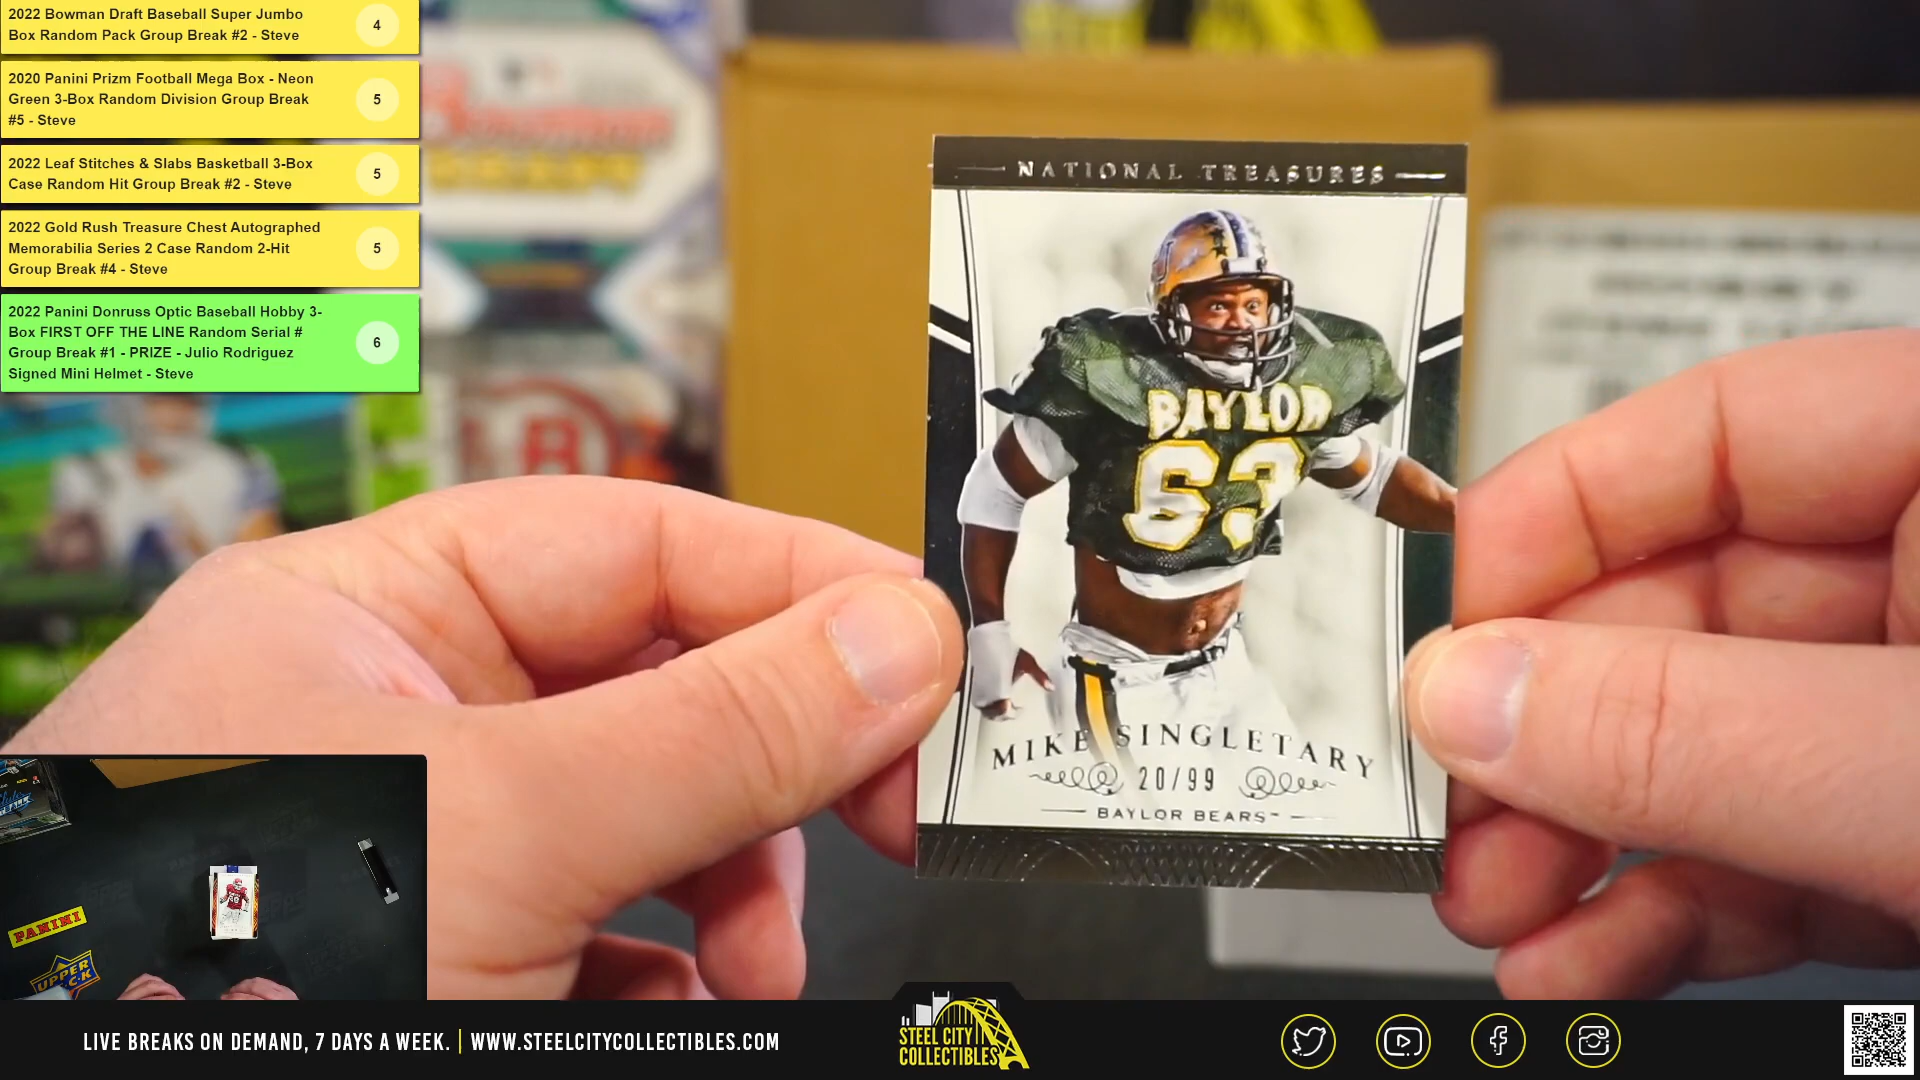 2022 Bowman Draft Baseball Super Jumbo
Box Random Pack Group Break #2 - Steve
4
2020 Panini Prizm Football Mega Box - Neon
Green 3-Box Random Division Group Break
#5 - Steve
5
2022 Leaf Stitches & Slabs Basketball 3-Box
Case Random Hit Group Break #2 - Steve
5
2022 Gold Rush Treasure Chest Autographed
Memorabilia Series 2 Case Random 2-Hit
Group Break #4 - Steve
5
2022 Panini Donruss Optic Baseball Hobby 3-
Box FIRST OFF THE LINE Random Serial #
Group Break #1 - PRIZE - Julio Rodriguez
Signed Mini Helmet - Steve
6
NATIONAL TREASURES
BAYLOR
63
MIKE SINGLETARY
20/99
BAYLOR BEARS
PANINI
UPPER
LIVE BREAKS ON DEMAND, 7 DAYS A WEEK. | WWW.STEELCITYCOLLECTIBLES.COM
STEEL CITY
COLLECTIBLES